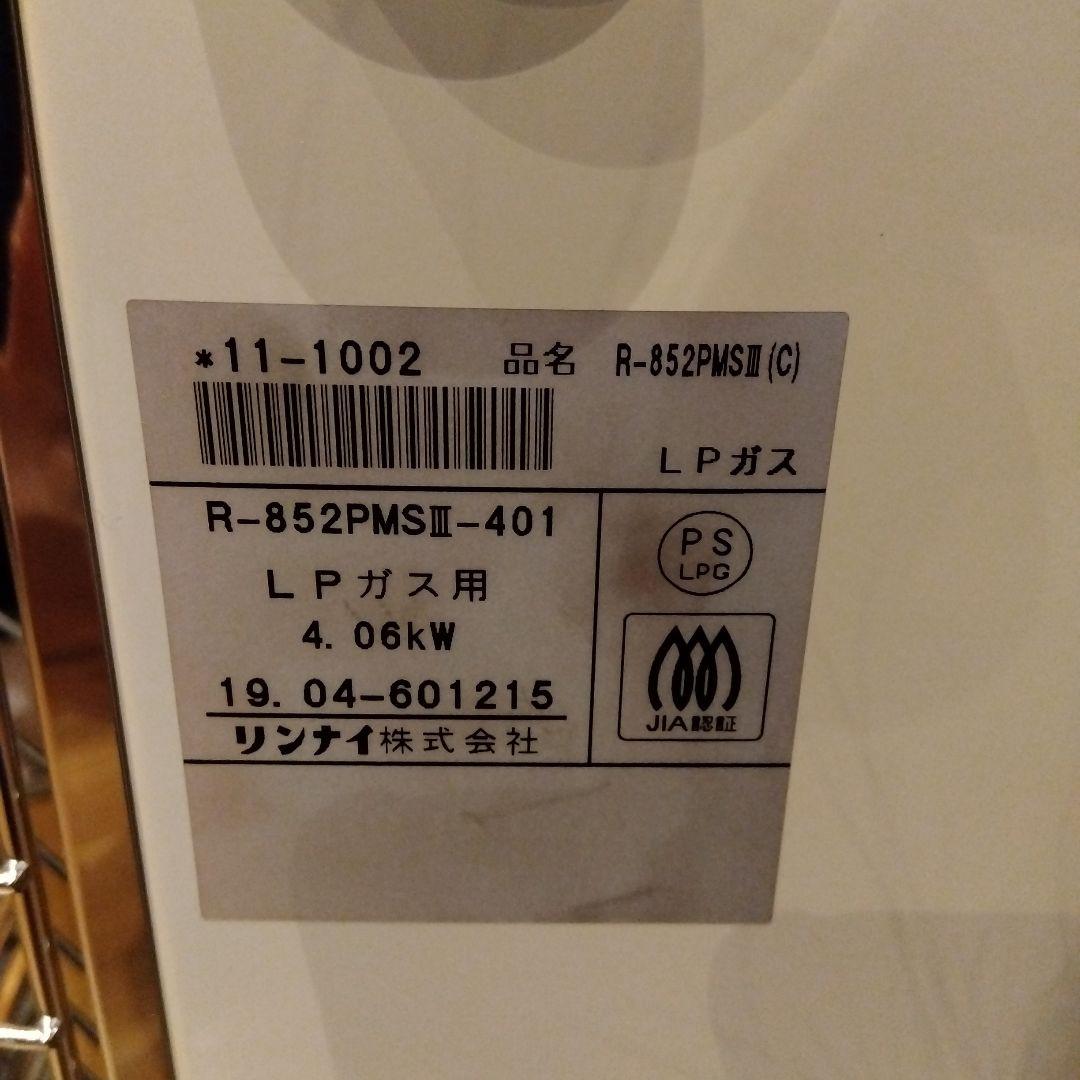 *11-1002 品名 R-852PMSⅢ(C)
LPガス
R-852PMSⅢ-401
LPガス用
4.06kW
19.04-601215
リンナイ株式会社
PS
LPG
JIA認証